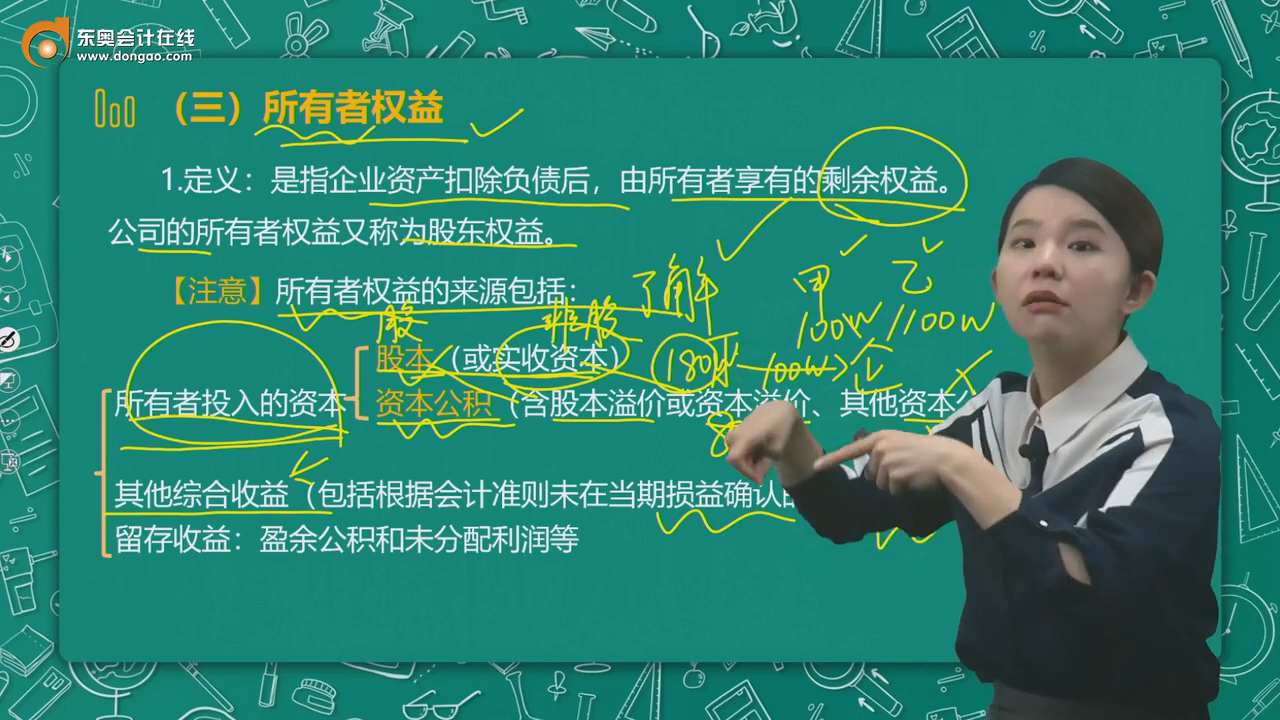 东奥会计在线
www.dongao.com
（三）所有者权益
1.定义：是指企业资产扣除负债后，由所有者享有的剩余权益。
公司的所有者权益又称为股东权益。
【注意】所有者权益的来源包括：
了解
甲 乙
100W 100W
股 非股
股本（或实收资本）
180 100W
所有者投入的资本
资本公积（含股本溢价或资本溢价、其他资本
其他综合收益（包括根据会计准则未在当期损益确认
留存收益：盈余公积和未分配利润等